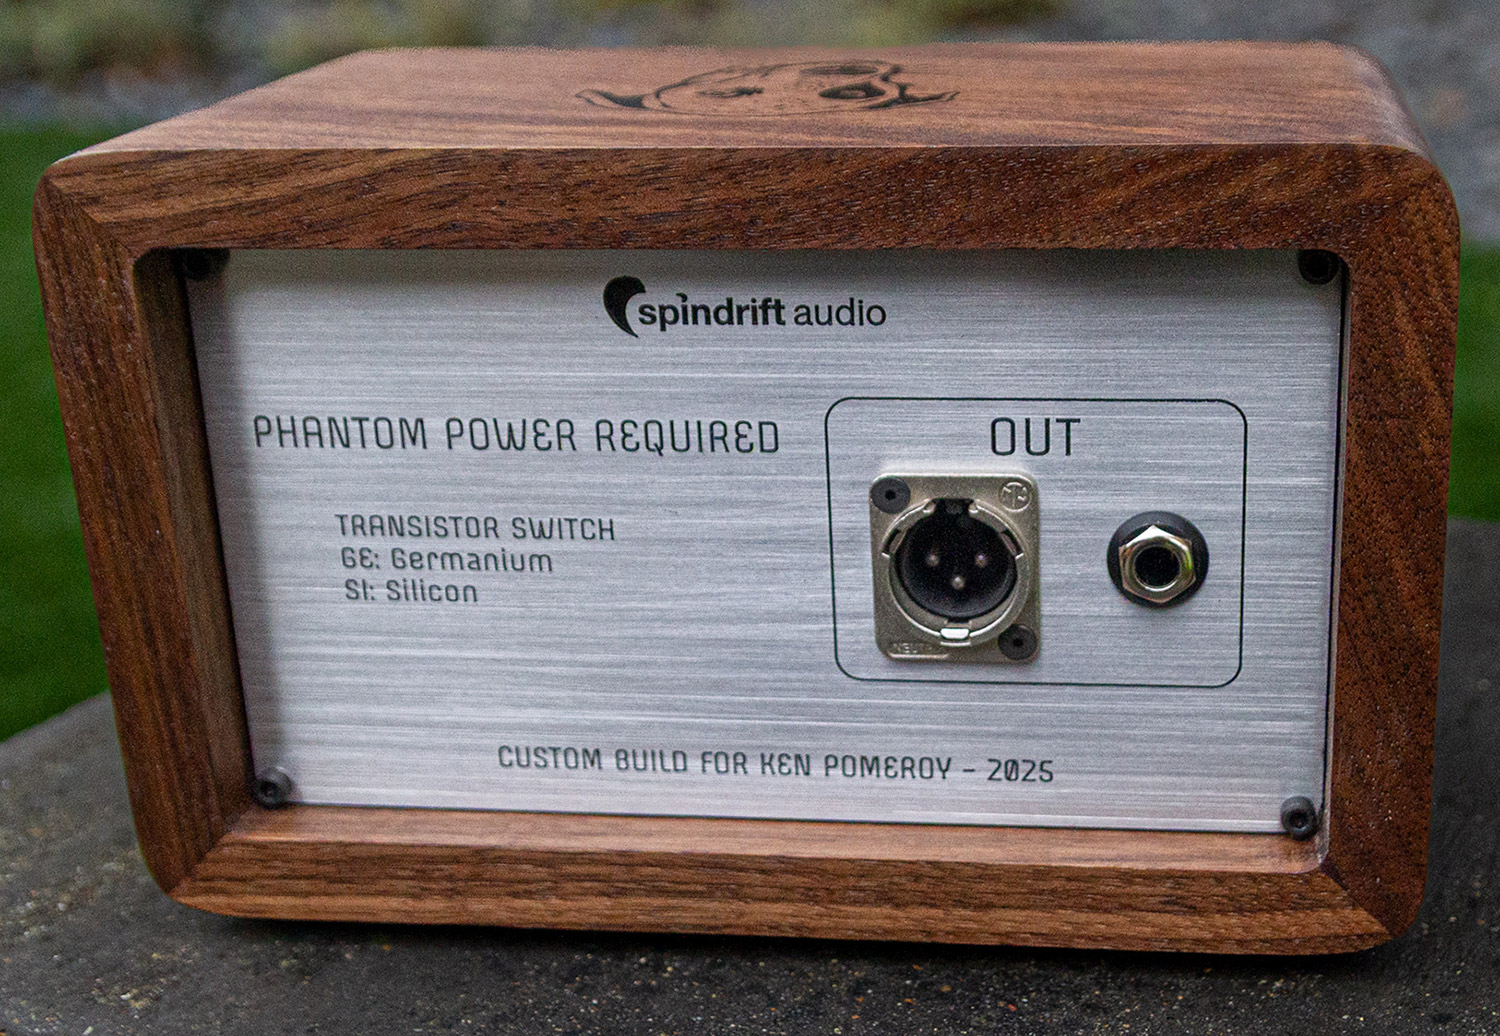 spindrift audio
PHANTOM POWER REQUIRED
OUT
TRANSISTOR SWITCH
GE: Germanium
SI: Silicon
CUSTOM BUILD FOR KEN POMEROY - 2025